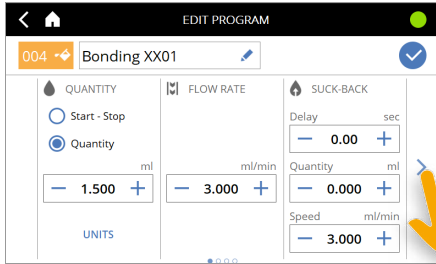 EDIT PROGRAM
004 Bonding XX01
QUANTITY
Start - Stop
Quantity
ml
1.500
UNITS
FLOW RATE
ml/min
3.000
SUCK-BACK
Delay sec
0.00
Quantity ml
0.000
Speed ml/min
3.000